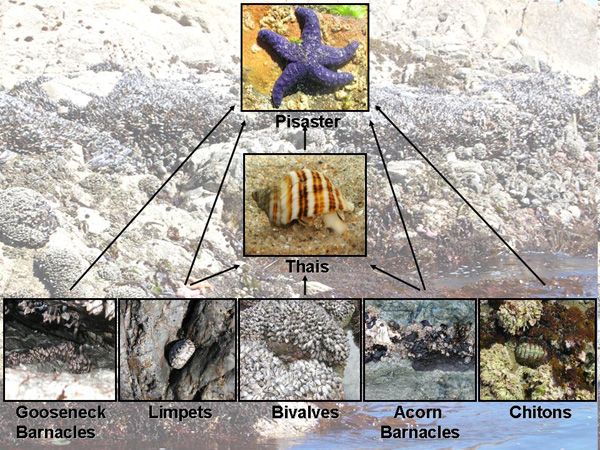 Pisaster
Thais
Gooseneck
Barnacles
Limpets
Bivalves
Acorn
Barnacles
Chitons